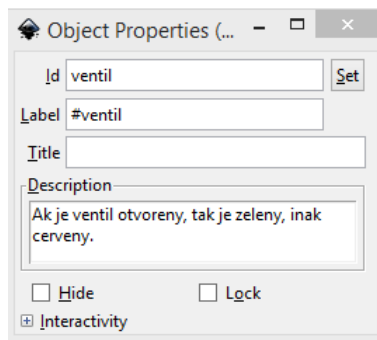 Object Properties (...
Id ventil Set
Label #ventil
Title
Description
Ak je ventil otvoreny, tak je zeleny, inak
cerveny.
Hide Lock
Interactivity